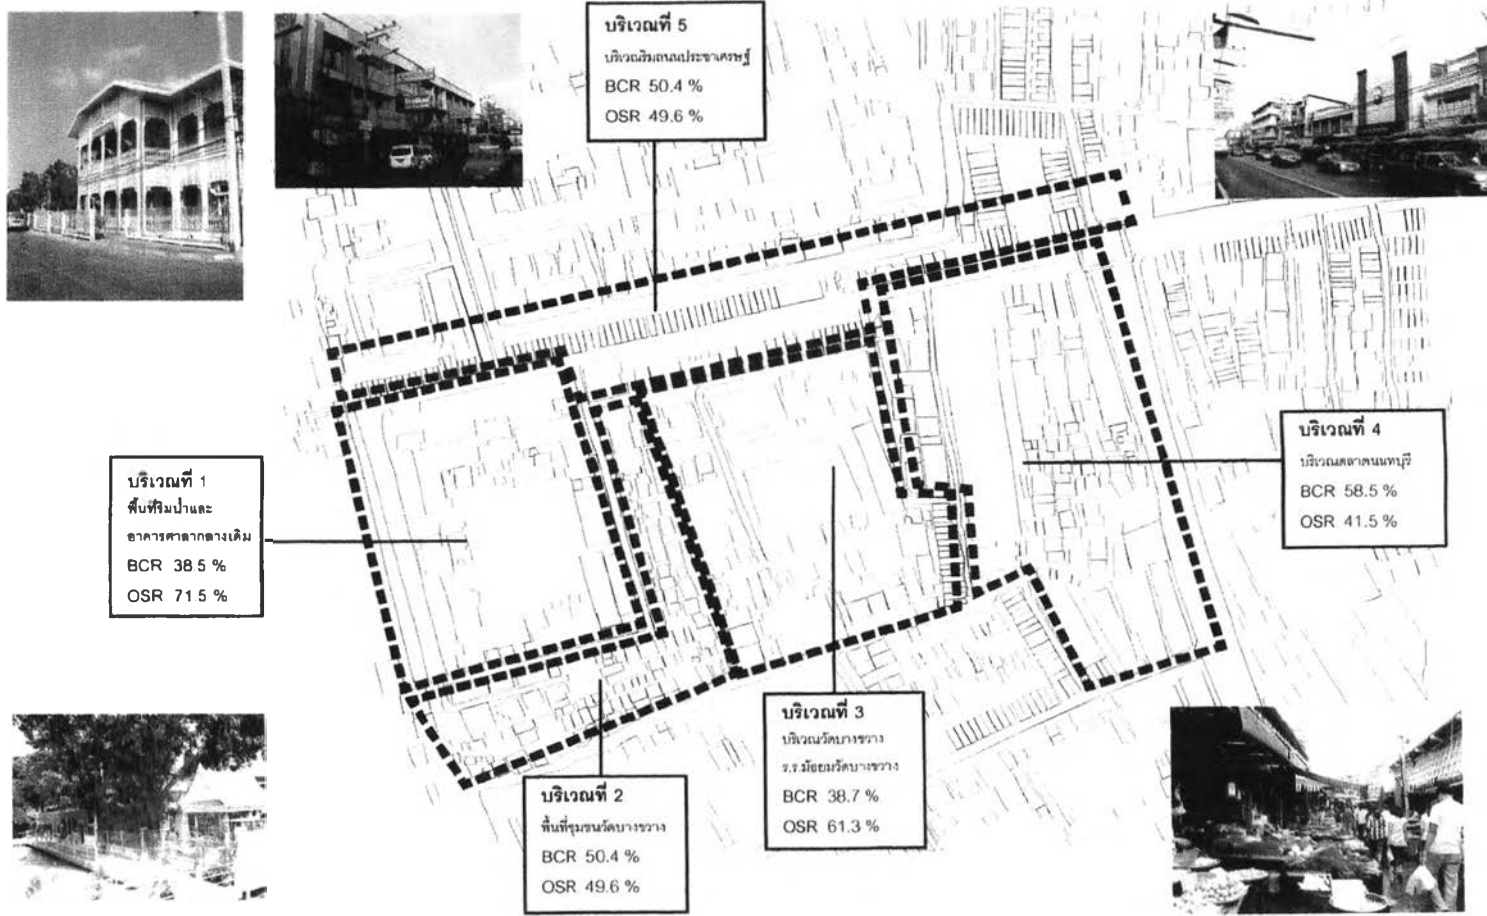 บริเวณที่ 5
บริเวณริมถนนประชาเศรษฐ์
BCR 50.4 %
OSR 49.6 %
บริเวณที่ 4
บริเวณตลาดนนทบุรี
BCR 58.5 %
OSR 41.5 %
บริเวณที่ 1
พื้นที่ริมน้ำและ
อาคารศาลากลางเดิม
BCR 38.5 %
OSR 71.5 %
บริเวณที่ 3
บริเวณวัดบางขวาง
ร.ร.มัธยมวัดบางขวาง
BCR 38.7 %
OSR 61.3 %
บริเวณที่ 2
พื้นที่ชุมชนวัดบางขวาง
BCR 50.4 %
OSR 49.6 %